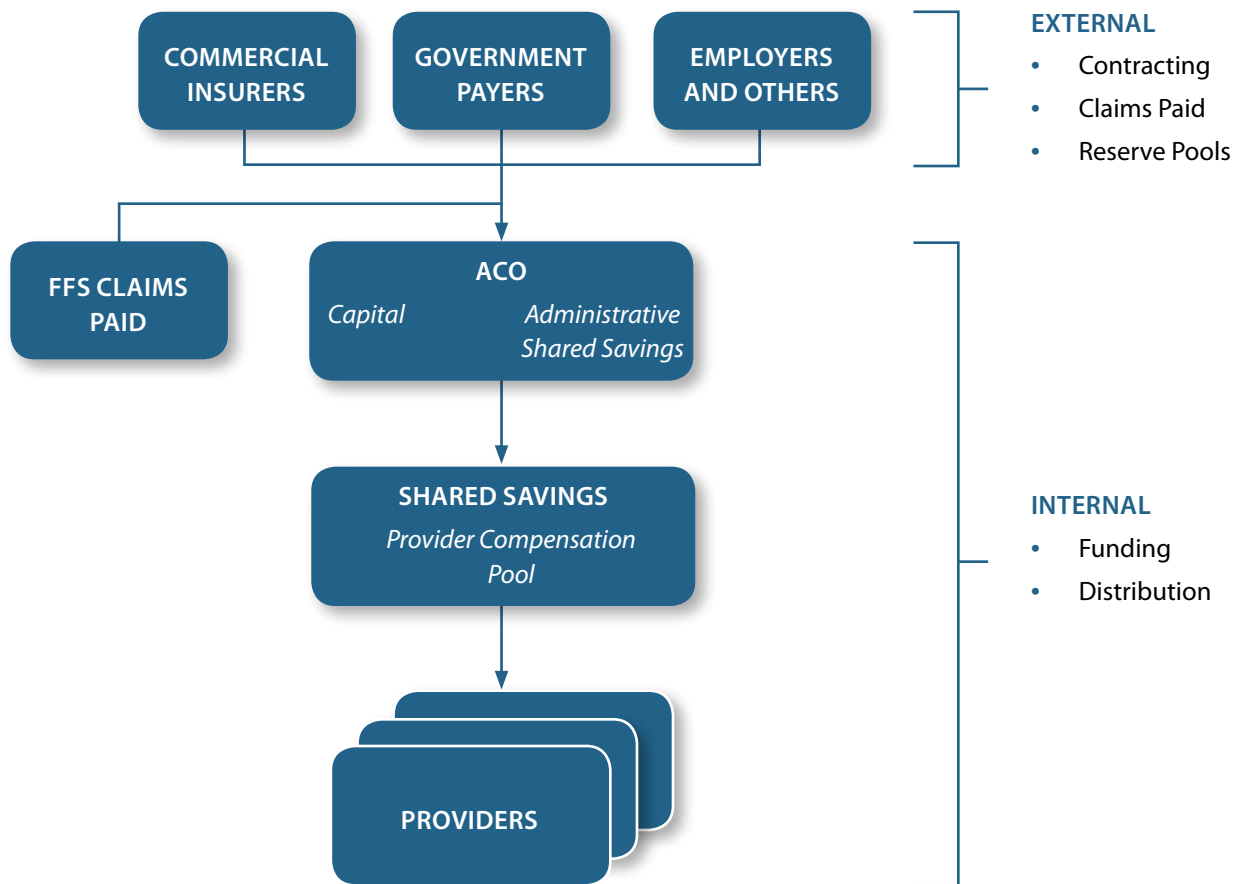 COMMERCIAL
INSURERS
GOVERNMENT
PAYERS
EMPLOYERS
AND OTHERS
EXTERNAL
• Contracting
• Claims Paid
• Reserve Pools
FFS CLAIMS
PAID
ACO
Capital
Administrative
Shared Savings
SHARED SAVINGS
Provider Compensation
Pool
INTERNAL
• Funding
• Distribution
PROVIDERS